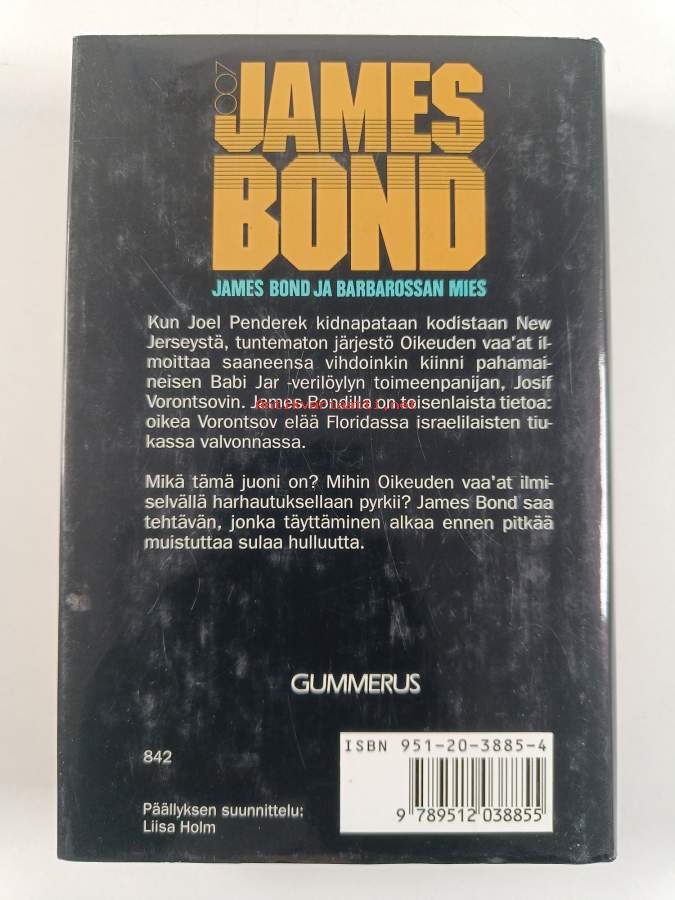 007
JAMES
BOND
JAMES BOND JA BARBAROSSAN MIES
Kun Joel Penderek kidnapataan kodistaan New
Jerseystä, tuntematon järjestö Oikeuden vaa'at il-
moittaa saaneensa vihdoinkin kiinni pahamai-
neisen Babi Jar -verilöylyn toimeenpanijan, Josif
Vorontsovin. James Bondilla on toisenlaista tietoa:
oikea Vorontsov elää Floridassa israelilaisten tiu-
kassa valvonnassa.
Mikä tämä juoni on? Mihin Oikeuden vaa'at ilmi-
selvällä harhautuksellaan pyrkii? James Bond saa
tehtävän, jonka täyttäminen alkaa ennen pitkää
muistuttaa sulaa hulluutta.
GUMMERUS
ISBN 951-20-3885-4
842
9 789512 038855
Päällyksen suunnittelu:
Liisa Holm